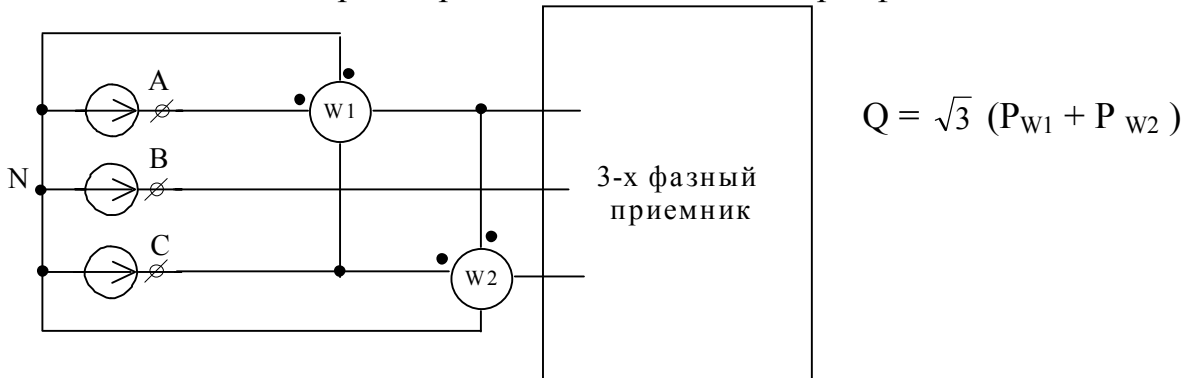 A
W1
Q = √3 (P_W1 + P_W2)
B
N
3-х фазный
приемник
C
W2